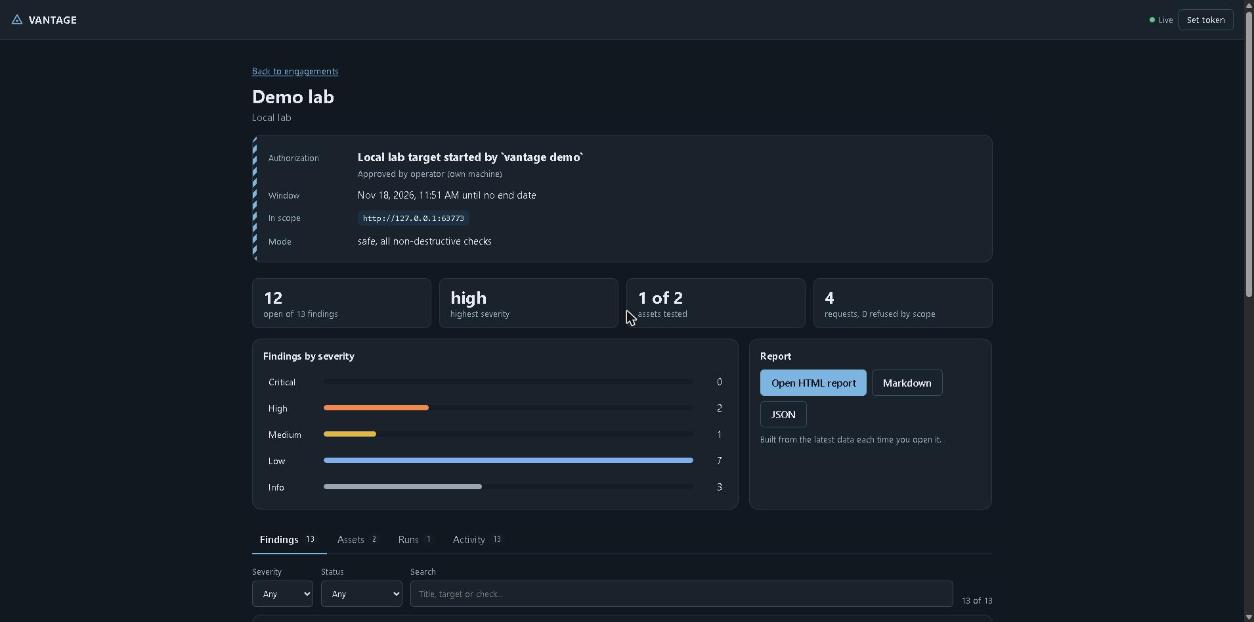 VANTAGE
Live
Set token
Back to engagements
Demo lab
Local lab
Authorization
Local lab target started by `vantage demo`
Approved by operator (own machine)
Window
Nov 18, 2026, 11:51 AM until no end date
In scope
http://127.0.0.1:63773
Mode
safe, all non-destructive checks
12
open of 13 findings
high
highest severity
1 of 2
assets tested
4
requests, 0 refused by scope
Findings by severity
Critical 0
High 2
Medium 1
Low 7
Info 3
Report
Open HTML report
Markdown
JSON
Built from the latest data each time you open it.
Findings 13
Assets 2
Runs 1
Activity 13
Severity
Any
Status
Any
Search
Title, target or check...
13 of 13